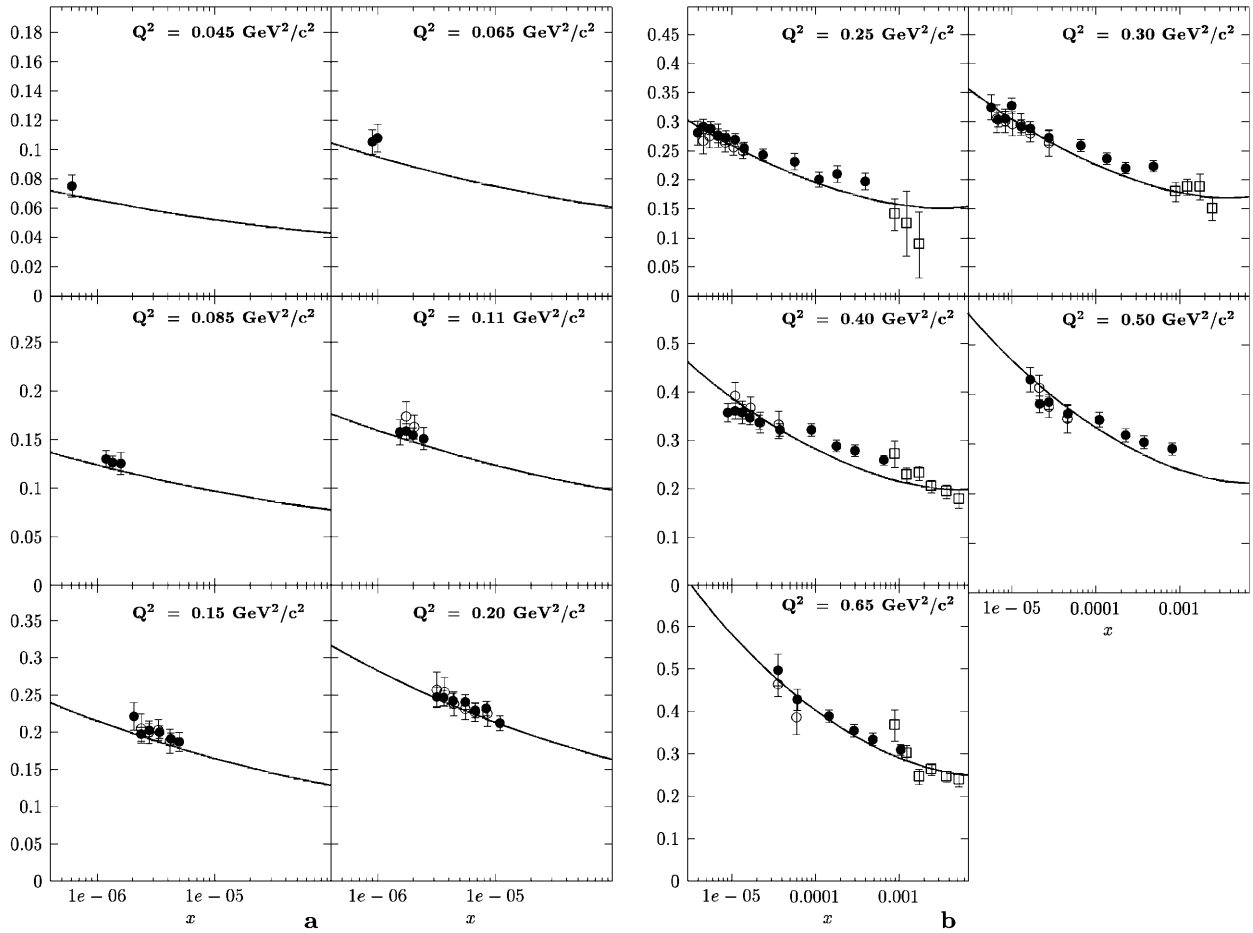 Q² = 0.045 GeV²/c²
Q² = 0.065 GeV²/c²
0.18
0.16
0.14
0.12
0.1
0.08
0.06
0.04
0.02
0
Q² = 0.085 GeV²/c²
Q² = 0.11 GeV²/c²
0.25
0.2
0.15
0.1
0.05
0
Q² = 0.15 GeV²/c²
Q² = 0.20 GeV²/c²
0.35
0.3
0.25
0.2
0.15
0.1
0.05
0
1e − 06
1e − 05
1e − 06
1e − 05
x
a
x
Q² = 0.25 GeV²/c²
Q² = 0.30 GeV²/c²
0.45
0.4
0.35
0.3
0.25
0.2
0.15
0.1
0.05
0
Q² = 0.40 GeV²/c²
Q² = 0.50 GeV²/c²
0.5
0.4
0.3
0.2
0.1
0
1e − 05
0.0001
0.001
x
Q² = 0.65 GeV²/c²
0.6
0.5
0.4
0.3
0.2
0.1
0
1e − 05
0.0001
0.001
x
b